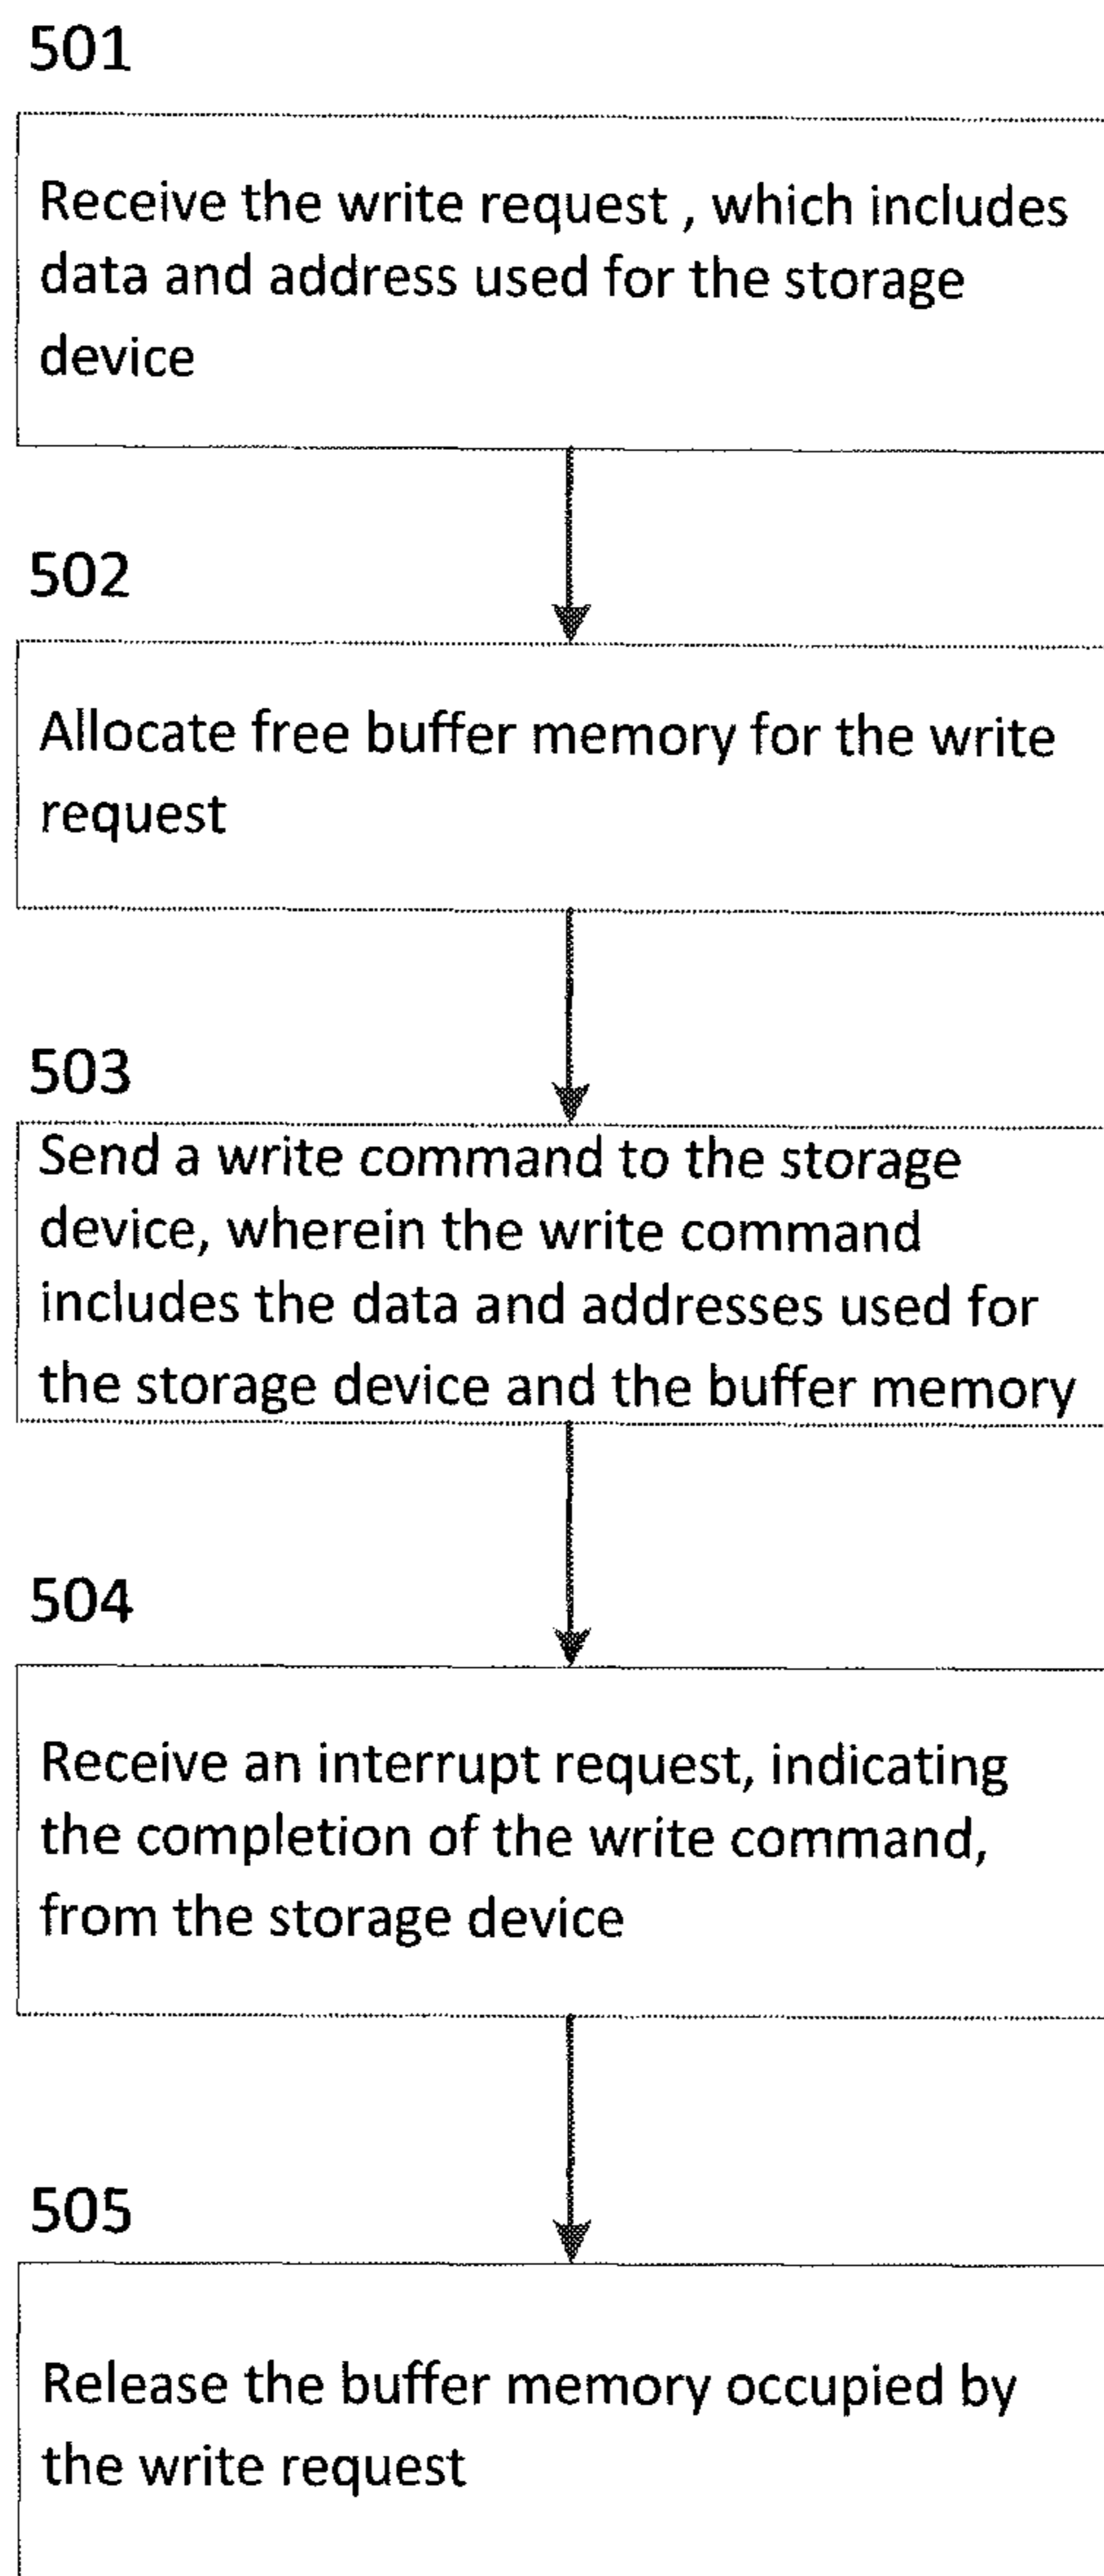 501
Receive the write request , which includes
data and address used for the storage
device
502
Allocate free buffer memory for the write
request
503
Send a write command to the storage
device, wherein the write command
includes the data and addresses used for
the storage device and the buffer memory
504
Receive an interrupt request, indicating
the completion of the write command,
from the storage device
505
Release the buffer memory occupied by
the write request